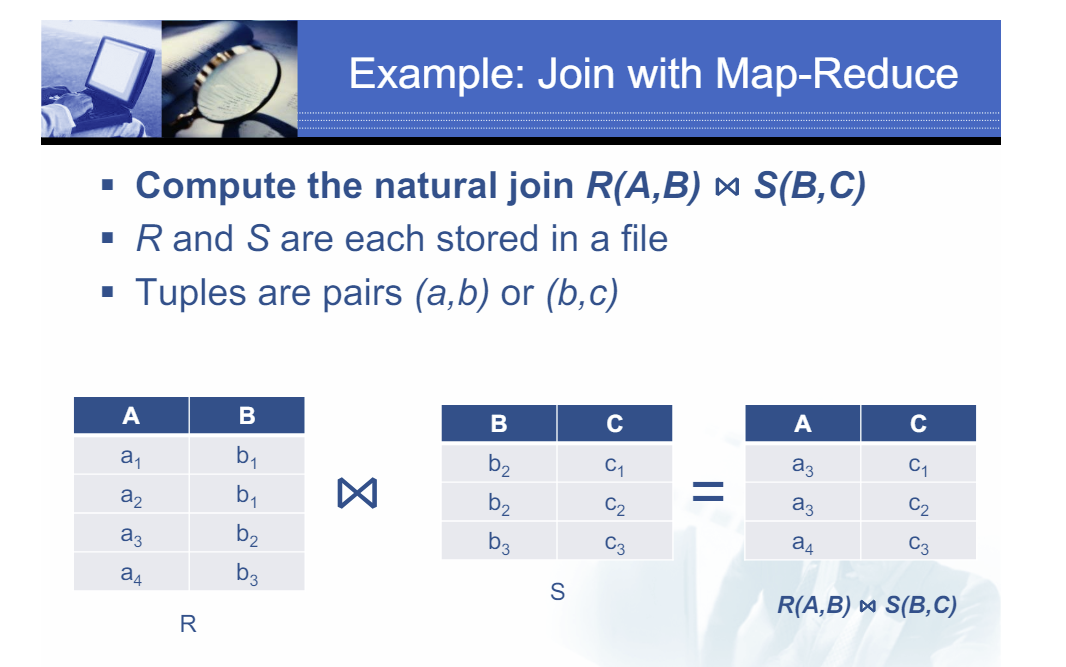 Example: Join with Map-Reduce
▪ Compute the natural join R(A,B) ⋈ S(B,C)
▪ R and S are each stored in a file
▪ Tuples are pairs (a,b) or (b,c)
A B
a₁ b₁
a₂ b₁
a₃ b₂
a₄ b₃
R
⋈
B C
b₂ c₁
b₂ c₂
b₃ c₃
S
=
A C
a₃ c₁
a₃ c₂
a₄ c₃
R(A,B) ⋈ S(B,C)